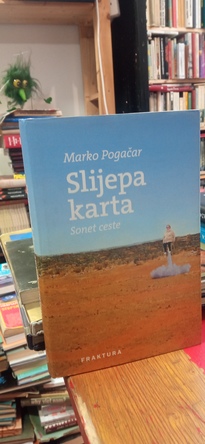 Marko Pogačar
Slijepa
karta
Sonet ceste
FRAKTURA